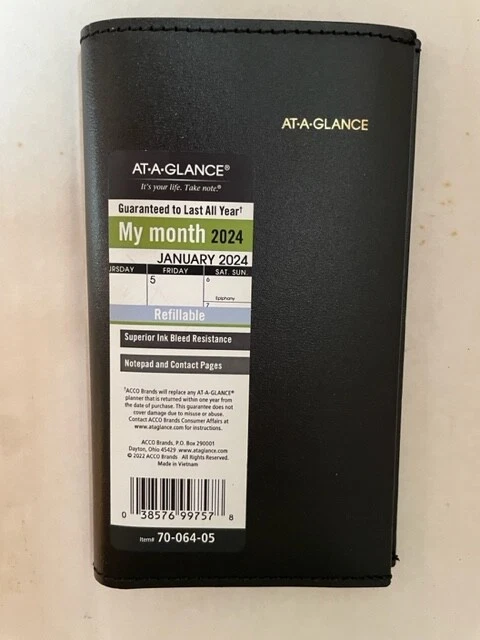 AT-A-GLANCE
AT-A-GLANCE®
It's your life. Take note.®
Guaranteed to Last All Year†
My month 2024
JANUARY 2024
RSDAY FRIDAY SAT. SUN.
5 6
Epiphany
7
Refillable
Superior Ink Bleed Resistance
Notepad and Contact Pages
†ACCO Brands will replace any AT-A-GLANCE®
planner that is returned within one year from
the date of purchase. This guarantee does not
cover damage due to misuse or abuse.
Contact ACCO Brands Consumer Affairs at
www.ataglance.com for instructions.
ACCO Brands, P.O. Box 290001
Dayton, Ohio 45429 www.ataglance.com
© 2022 ACCO Brands All Rights Reserved.
Made in Vietnam
0 38576 99757 8
Item# 70-064-05